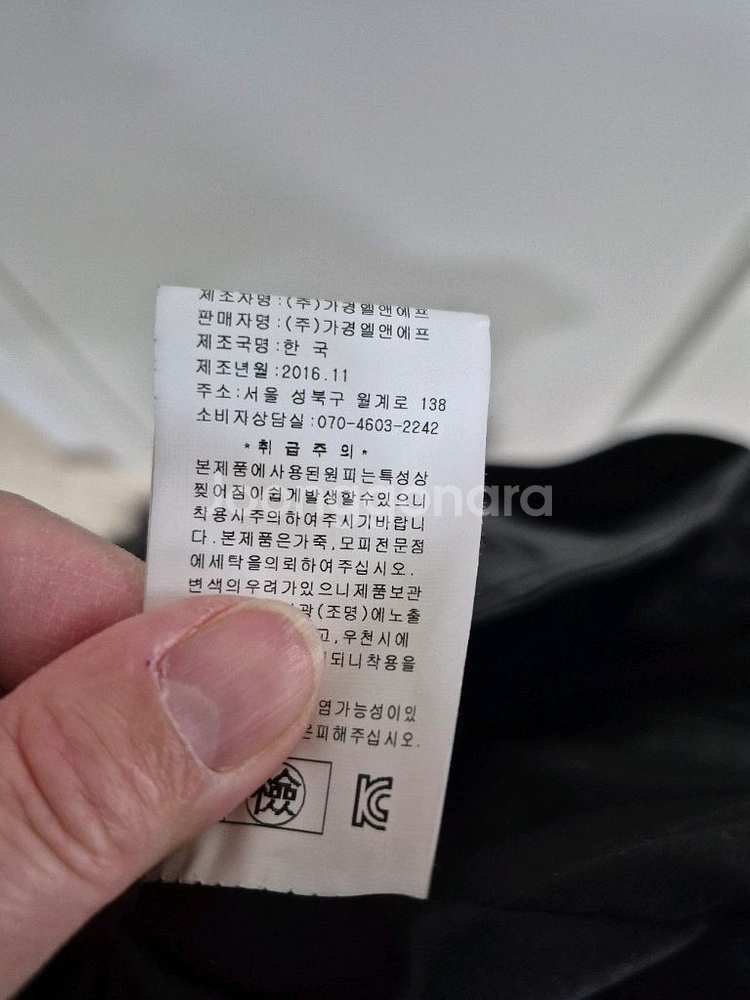 제조자명:(주)가경엘앤에프
판매자명:(주)가경엘앤에프
제조국명:한 국
제조년월:2016.11
주소:서울 성북구 월계로 138
소비자상담실:070-4603-2242
*취급주의*
본제품에사용된원피는특성상
찢어짐이쉽게발생할수있으니
착용시주의하여주시기바랍니
다.본제품은가죽,모피전문점
에세탁을의뢰하여주십시오.
변색의우려가있으니제품보관
광(조명)에노출
고,우천시에
되니착용을
염가능성이있
피해주십시오.
檢